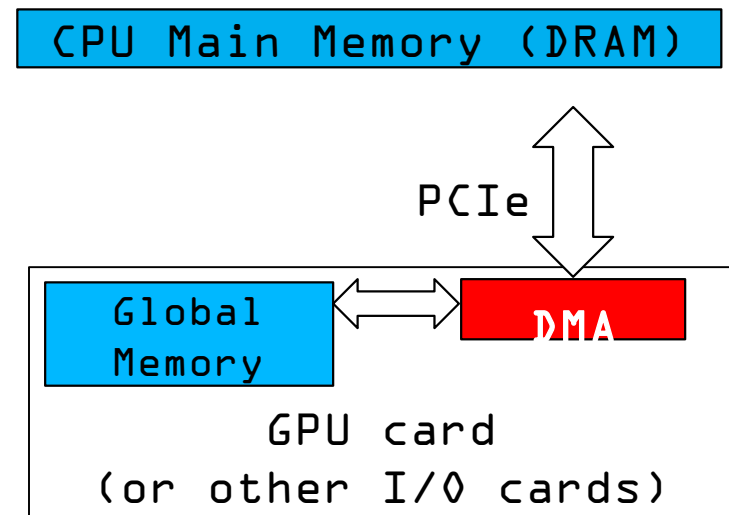 CPU Main Memory (DRAM)
PCIe
Global
Memory
DMA
GPU card
(or other I/O cards)